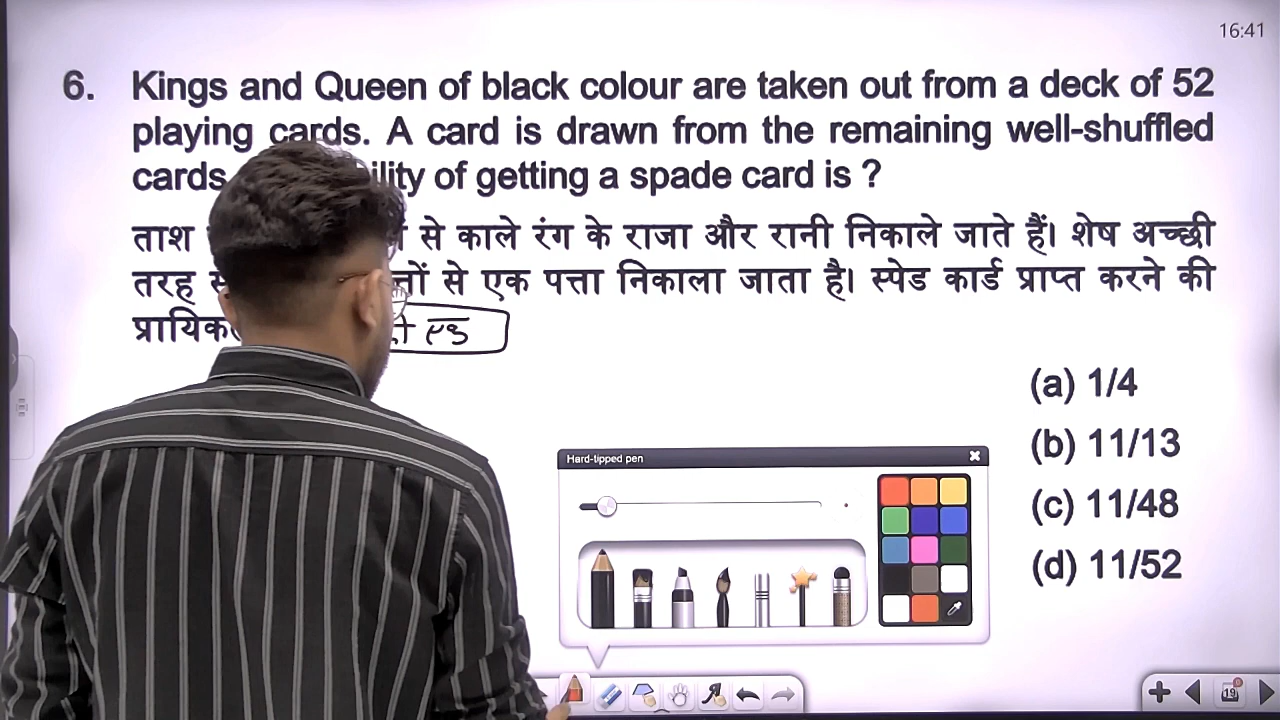 16:41
6. Kings and Queen of black colour are taken out from a deck of 52
playing cards. A card is drawn from the remaining well-shuffled
cards of getting a spade card is ?
ताश से काले रंग के राजा और रानी निकाले जाते हैं। शेष अच्छी
तरह से एक पत्ता निकाला जाता है। स्पेड कार्ड प्राप्त करने की
(a) 1/4
(b) 11/13
(c) 11/48
(d) 11/52
Hard-tipped pen
19